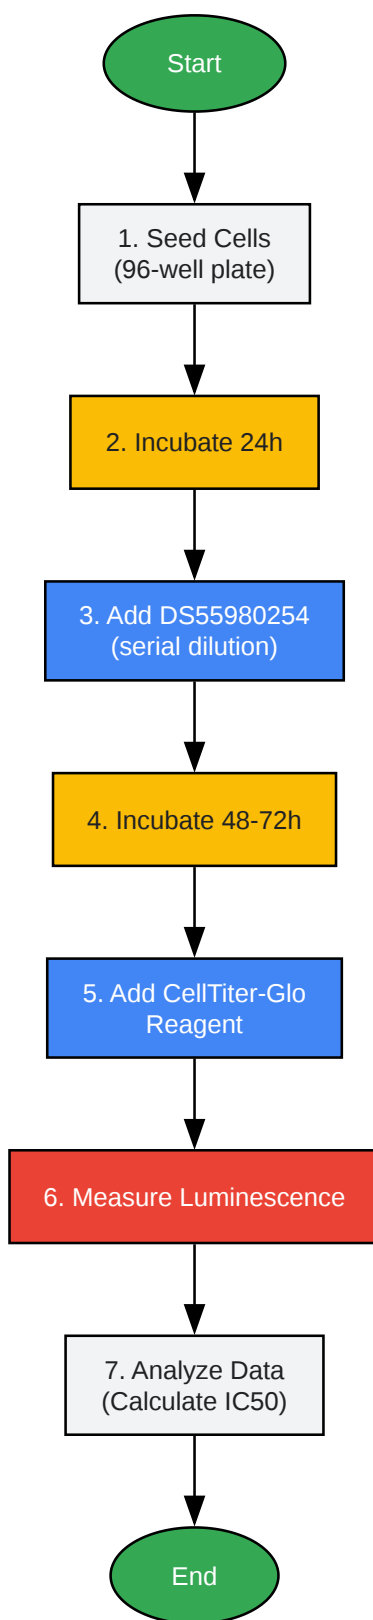 Start
1. Seed Cells
(96-well plate)
2. Incubate 24h
3. Add DS55980254
(serial dilution)
4. Incubate 48-72h
5. Add CellTiter-Glo
Reagent
6. Measure Luminescence
7. Analyze Data
(Calculate IC50)
End